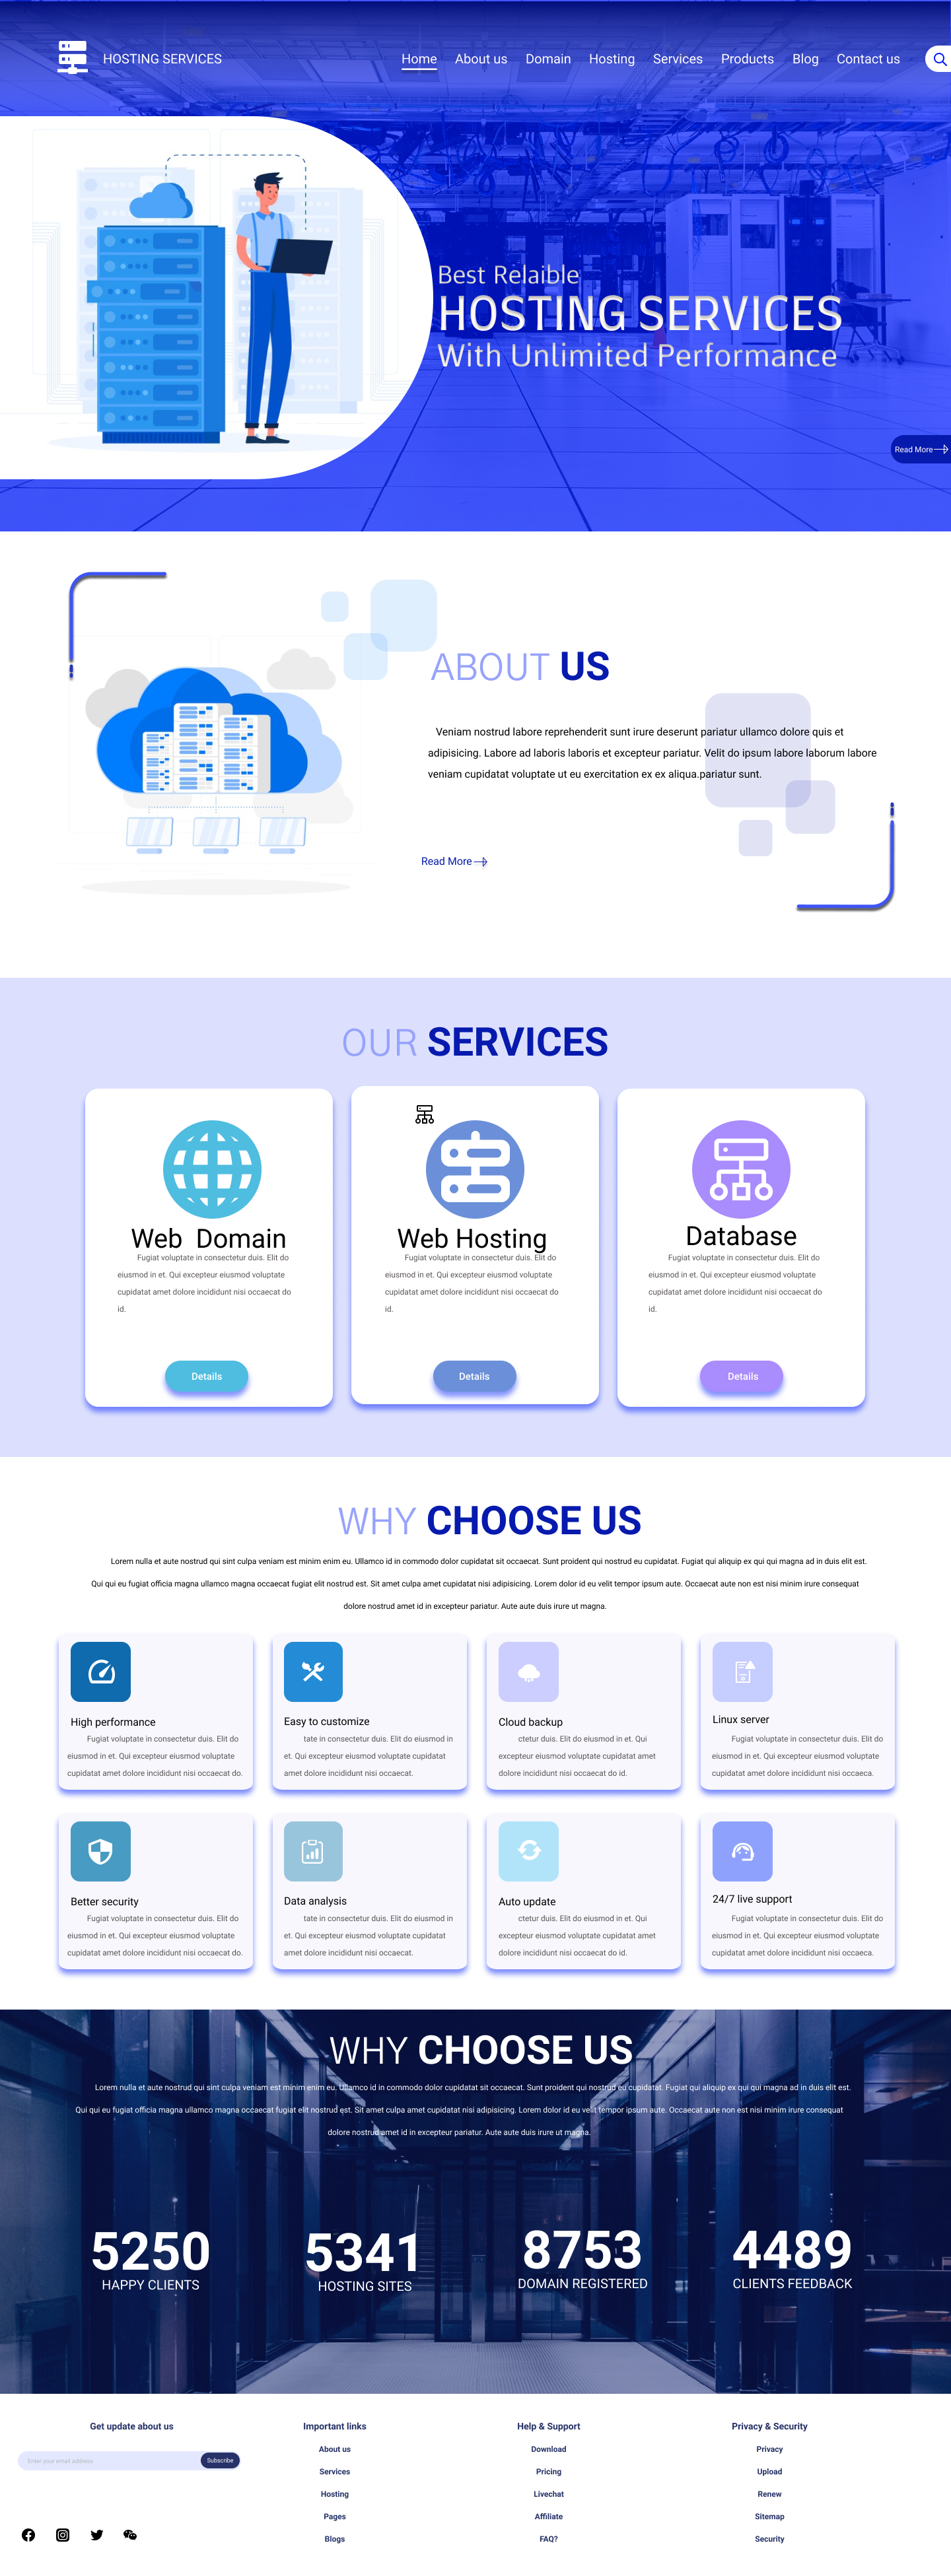 HOSTING SERVICES
Home About us Domain Hosting Services Products Blog Contact us
Best Relaible
HOSTING SERVICES
With Unlimited Performance
Read More
ABOUT US
Veniam nostrud labore reprehenderit sunt irure deserunt pariatur ullamco dolore quis et
adipisicing. Labore ad laboris laboris et excepteur pariatur. Velit do ipsum labore laborum labore
veniam cupidatat voluptate ut eu exercitation ex ex aliqua.pariatur sunt.
Read More
OUR SERVICES
Web Domain
Fugiat voluptate in consectetur duis. Elit do
eiusmod in et. Qui excepteur eiusmod voluptate
cupidatat amet dolore incididunt nisi occaecat do
id.
Details
Web Hosting
Fugiat voluptate in consectetur duis. Elit do
eiusmod in et. Qui excepteur eiusmod voluptate
cupidatat amet dolore incididunt nisi occaecat do
id.
Details
Database
Fugiat voluptate in consectetur duis. Elit do
eiusmod in et. Qui excepteur eiusmod voluptate
cupidatat amet dolore incididunt nisi occaecat do
id.
Details
WHY CHOOSE US
Lorem nulla et aute nostrud qui sint culpa veniam est minim enim eu. Ullamco id in commodo dolor cupidatat sit occaecat. Sunt proident qui nostrud eu cupidatat. Fugiat qui aliquip ex qui qui magna ad in duis elit est.
Qui qui eu fugiat officia magna ullamco magna occaecat fugiat elit nostrud est. Sit amet culpa amet cupidatat nisi adipisicing. Lorem dolor id eu velit tempor ipsum aute. Occaecat aute non est nisi minim irure consequat
dolore nostrud amet id in excepteur pariatur. Aute aute duis irure ut magna.
High performance
Fugiat voluptate in consectetur duis. Elit do
eiusmod in et. Qui excepteur eiusmod voluptate
cupidatat amet dolore incididunt nisi occaecat do.
Easy to customize
tate in consectetur duis. Elit do eiusmod in
et. Qui excepteur eiusmod voluptate cupidatat
amet dolore incididunt nisi occaecat.
Cloud backup
ctetur duis. Elit do eiusmod in et. Qui
excepteur eiusmod voluptate cupidatat amet
dolore incididunt nisi occaecat do id.
Linux server
Fugiat voluptate in consectetur duis. Elit do
eiusmod in et. Qui excepteur eiusmod voluptate
cupidatat amet dolore incididunt nisi occaeca.
Better security
Fugiat voluptate in consectetur duis. Elit do
eiusmod in et. Qui excepteur eiusmod voluptate
cupidatat amet dolore incididunt nisi occaecat do.
Data analysis
tate in consectetur duis. Elit do eiusmod in
et. Qui excepteur eiusmod voluptate cupidatat
amet dolore incididunt nisi occaecat.
Auto update
ctetur duis. Elit do eiusmod in et. Qui
excepteur eiusmod voluptate cupidatat amet
dolore incididunt nisi occaecat do id.
24/7 live support
Fugiat voluptate in consectetur duis. Elit do
eiusmod in et. Qui excepteur eiusmod voluptate
cupidatat amet dolore incididunt nisi occaeca.
WHY CHOOSE US
Lorem nulla et aute nostrud qui sint culpa veniam est minim enim eu. Ullamco id in commodo dolor cupidatat sit occaecat. Sunt proident qui nostrud eu cupidatat. Fugiat qui aliquip ex qui qui magna ad in duis elit est.
Qui qui eu fugiat officia magna ullamco magna occaecat fugiat elit nostrud est. Sit amet culpa amet cupidatat nisi adipisicing. Lorem dolor id eu velit tempor ipsum aute. Occaecat aute non est nisi minim irure consequat
dolore nostrud amet id in excepteur pariatur. Aute aute duis irure ut magna.
5250
HAPPY CLIENTS
5341
HOSTING SITES
8753
DOMAIN REGISTERED
4489
CLIENTS FEEDBACK
Get update about us
Enter your email address
Subscribe
Important links
About us
Services
Hosting
Pages
Blogs
Help & Support
Download
Pricing
Livechat
Affiliate
FAQ?
Privacy & Security
Privacy
Upload
Renew
Sitemap
Security